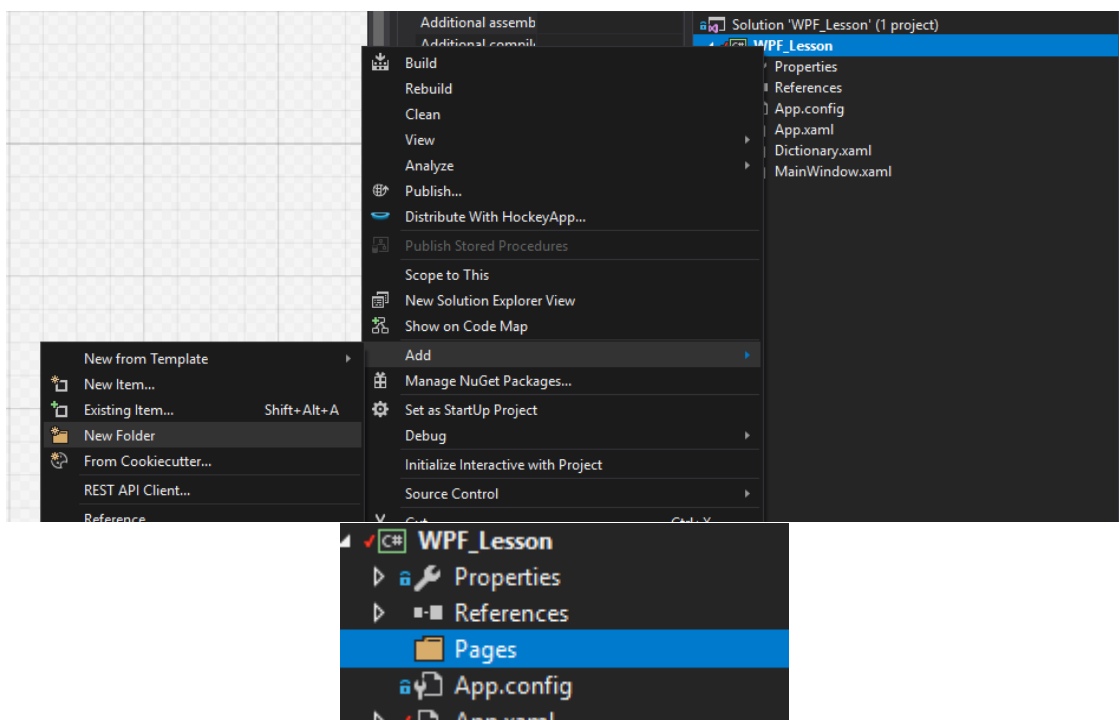 Additional assemb
Additional compil
Solution 'WPF_Lesson' (1 project)
C# WPF_Lesson
Properties
References
App.config
App.xaml
Dictionary.xaml
MainWindow.xaml
Build
Rebuild
Clean
View
Analyze
Publish...
Distribute With HockeyApp...
Publish Stored Procedures
Scope to This
New Solution Explorer View
Show on Code Map
Add
Manage NuGet Packages...
Set as StartUp Project
Debug
Initialize Interactive with Project
Source Control
Cut Ctrl+X
New from Template
New Item...
Existing Item... Shift+Alt+A
New Folder
From Cookiecutter...
REST API Client...
Reference
C# WPF_Lesson
Properties
References
Pages
App.config
App.xaml